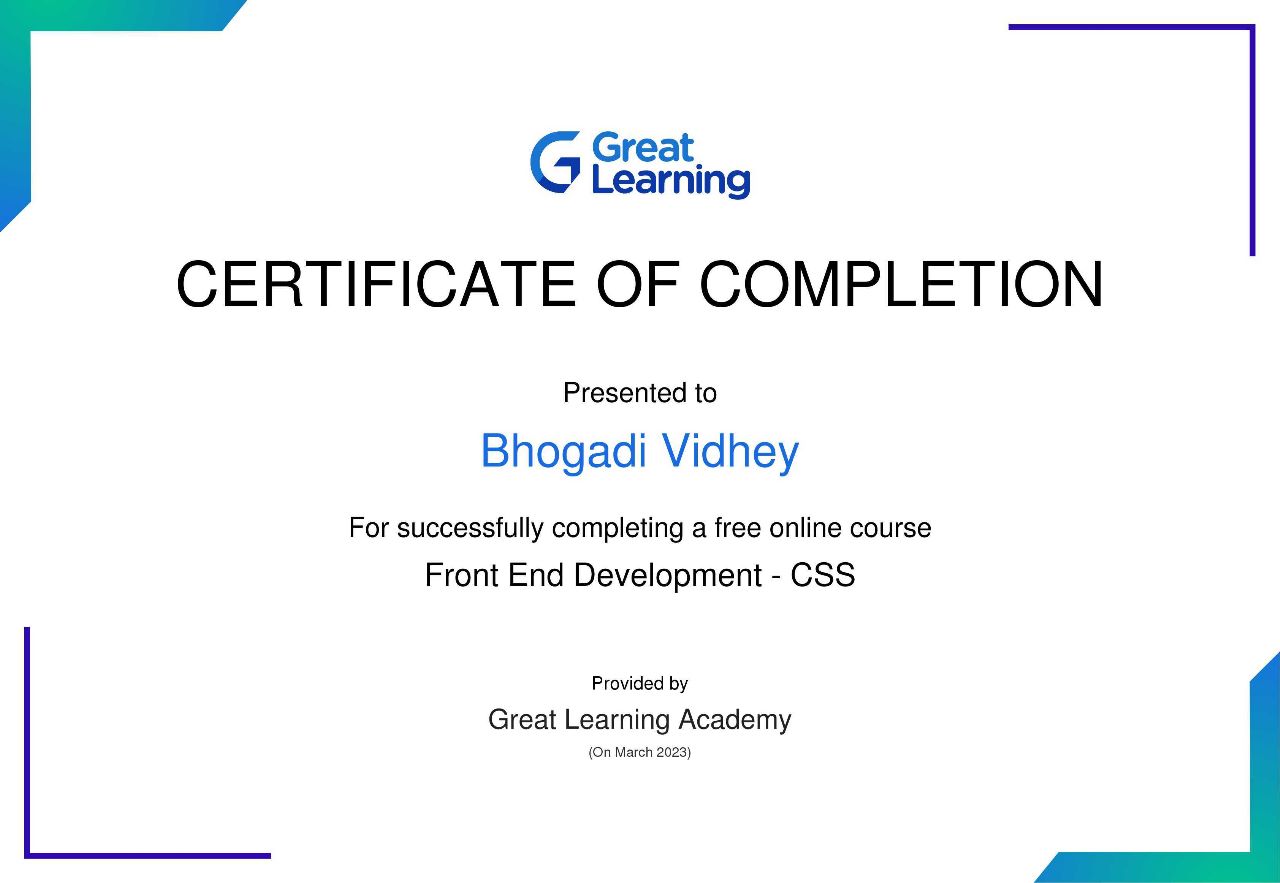 Great
Learning
CERTIFICATE OF COMPLETION
Presented to
Bhogadi Vidhey
For successfully completing a free online course
Front End Development - CSS
Provided by
Great Learning Academy
(On March 2023)